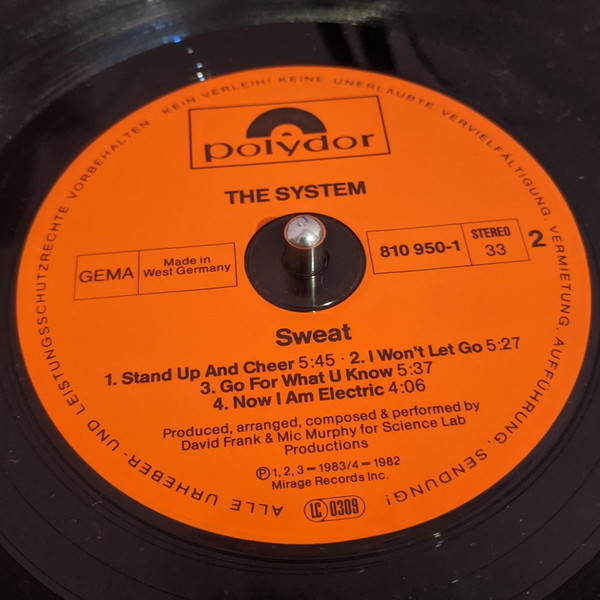 ALLE URHEBER- UND LEISTUNGSSCHUTZRECHTE VORBEHALTEN KEIN VERLEIH! KEINE UNERLAUBTE VERVIELFÄLTIGUNG, VERMIETUNG, AUFFÜHRUNG, SENDUNG!
polydor
THE SYSTEM
GEMA
Made in
West Germany
810 950-1
STEREO
33
2
Sweat
1. Stand Up And Cheer 5:45 · 2. I Won't Let Go 5:27
3. Go For What U Know 5:37
4. Now I Am Electric 4:06
Produced, arranged, composed & performed by
David Frank & Mic Murphy for Science Lab
Productions
℗ 1, 2, 3 – 1983/4 – 1982
Mirage Records Inc.
LC 0309